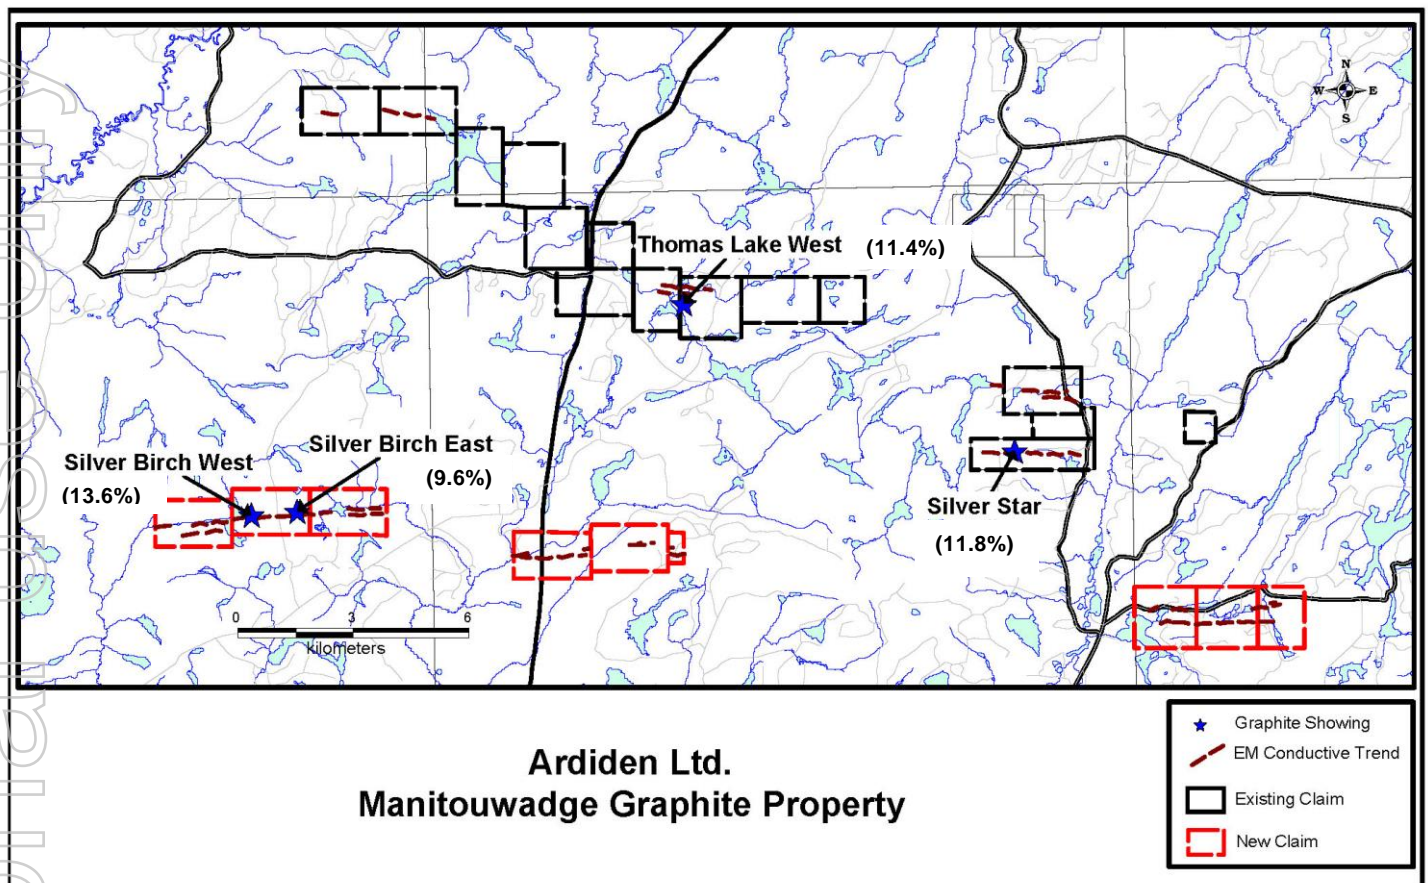 N
W E
S
Thomas Lake West (11.4%)
Silver Birch East
(9.6%)
Silver Birch West
(13.6%)
Silver Star
(11.8%)
0 3 6
kilometers
Ardiden Ltd.
Manitouwadge Graphite Property
Graphite Showing
EM Conductive Trend
Existing Claim
New Claim